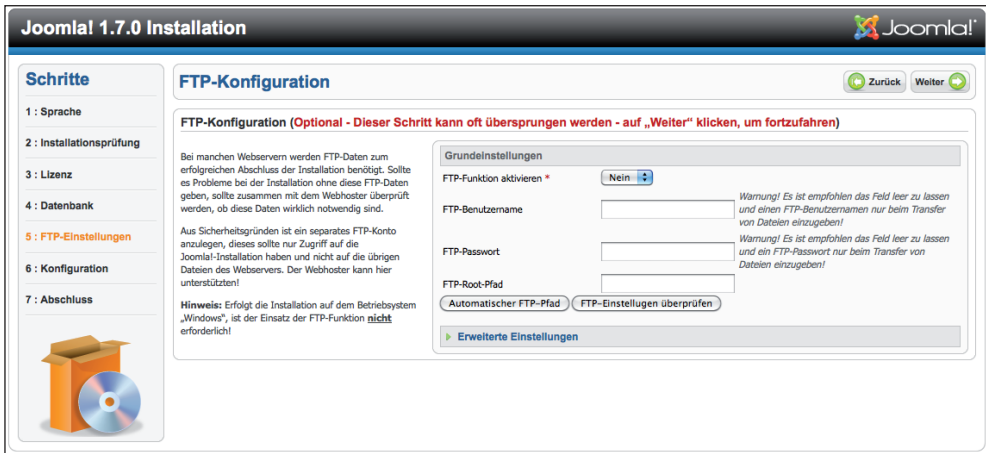 Joomla! 1.7.0 Installation
Joomla!
Schritte
1 : Sprache
2 : Installationsprüfung
3 : Lizenz
4 : Datenbank
5 : FTP-Einstellungen
6 : Konfiguration
7 : Abschluss
FTP-Konfiguration
Zurück
Weiter
FTP-Konfiguration (Optional - Dieser Schritt kann oft übersprungen werden - auf „Weiter“ klicken, um fortzufahren)
Bei manchen Webservern werden FTP-Daten zum
erfolgreichen Abschluss der Installation benötigt. Sollte
es Probleme bei der Installation ohne diese FTP-Daten
geben, sollte zusammen mit dem Webhoster überprüft
werden, ob diese Daten wirklich notwendig sind.
Aus Sicherheitsgründen ist ein separates FTP-Konto
anzulegen, dieses sollte nur Zugriff auf die
Joomla!-Installation haben und nicht auf die übrigen
Dateien des Webservers. Der Webhoster kann hier
unterstützten!
Hinweis: Erfolgt die Installation auf dem Betriebsystem
„Windows“, ist der Einsatz der FTP-Funktion nicht
erforderlich!
Grundeinstellungen
FTP-Funktion aktivieren *
Nein
FTP-Benutzername
Warnung! Es ist empfohlen das Feld leer zu lassen
und einen FTP-Benutzernamen nur beim Transfer
von Dateien einzugeben!
FTP-Passwort
Warnung! Es ist empfohlen das Feld leer zu lassen
und ein FTP-Passwort nur beim Transfer von
Dateien einzugeben!
FTP-Root-Pfad
Automatischer FTP-Pfad
FTP-Einstellugen überprüfen
Erweiterte Einstellungen